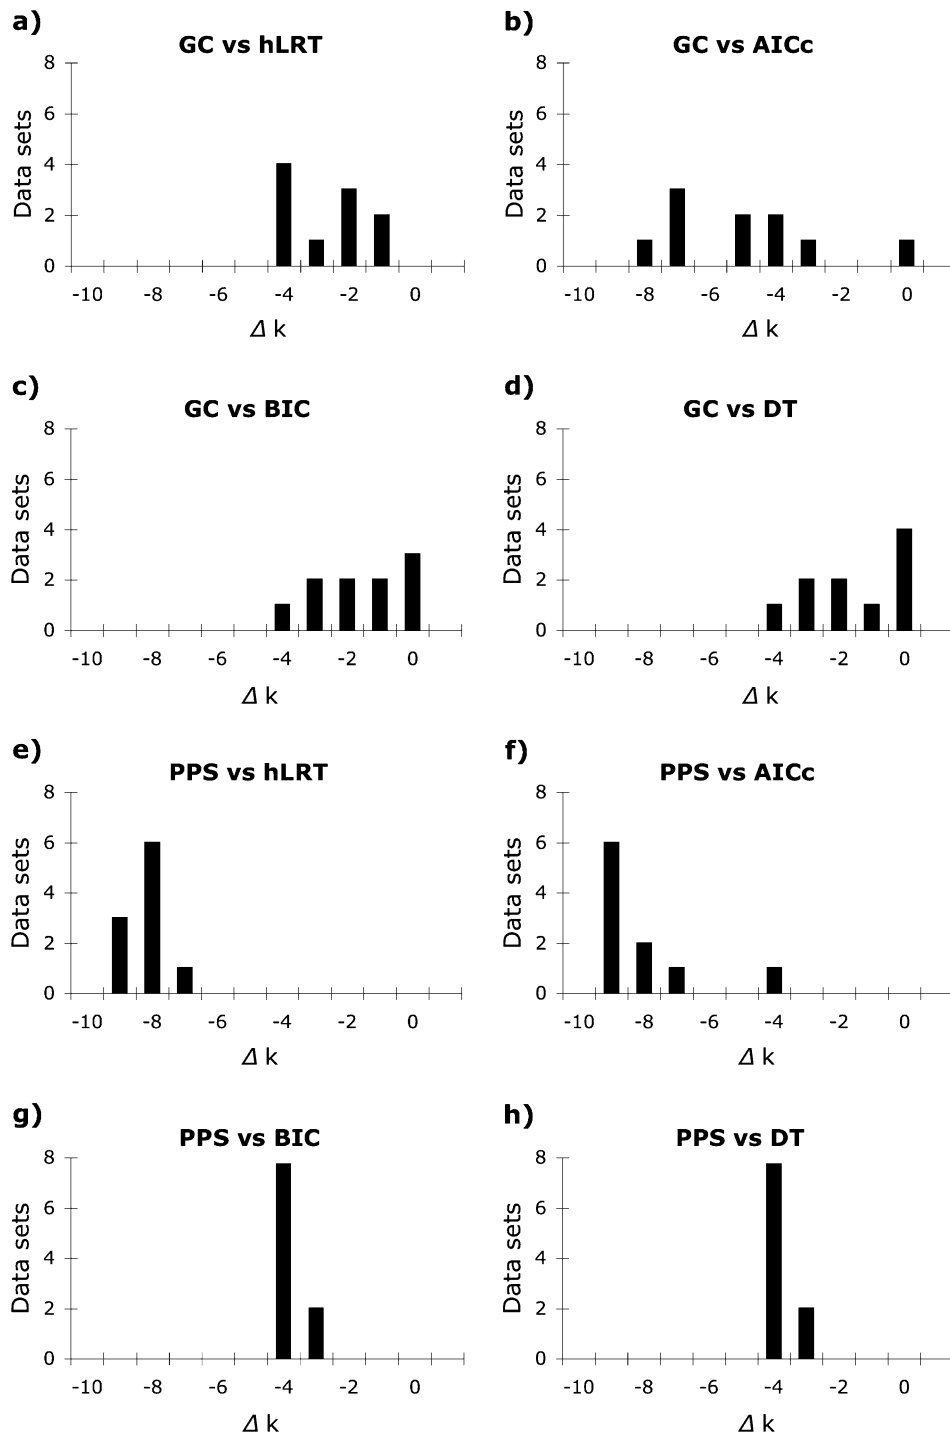 a)
GC vs hLRT
8
6
4
2
0
Data sets
-10 -8 -6 -4 -2 0
Δ k
b)
GC vs AICc
8
6
4
2
0
Data sets
-10 -8 -6 -4 -2 0
Δ k
c)
GC vs BIC
8
6
4
2
0
Data sets
-10 -8 -6 -4 -2 0
Δ k
d)
GC vs DT
8
6
4
2
0
Data sets
-10 -8 -6 -4 -2 0
Δ k
e)
PPS vs hLRT
8
6
4
2
0
Data sets
-10 -8 -6 -4 -2 0
Δ k
f)
PPS vs AICc
8
6
4
2
0
Data sets
-10 -8 -6 -4 -2 0
Δ k
g)
PPS vs BIC
8
6
4
2
0
Data sets
-10 -8 -6 -4 -2 0
Δ k
h)
PPS vs DT
8
6
4
2
0
Data sets
-10 -8 -6 -4 -2 0
Δ k